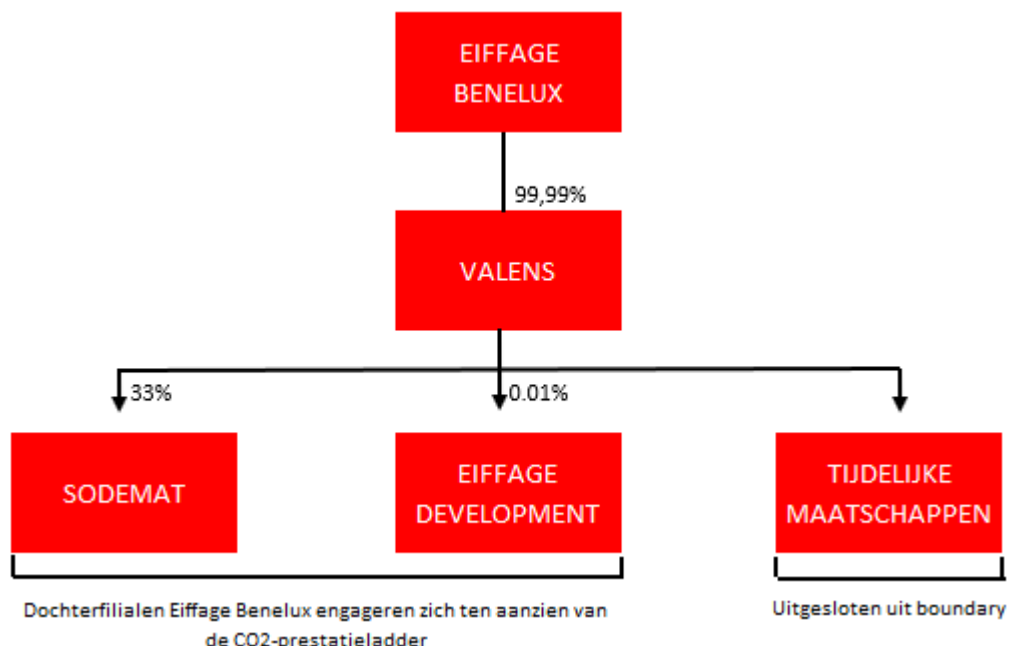 EIFFAGE
BENELUX
99,99%
VALENS
33%
0.01%
SODEMAT
EIFFAGE
DEVELOPMENT
TIJDELIJKE
MAATSCHAPPEN
Dochterfilialen Eiffage Benelux engageren zich ten aanzien van
de CO2-prestatieladder
Uitgesloten uit boundary